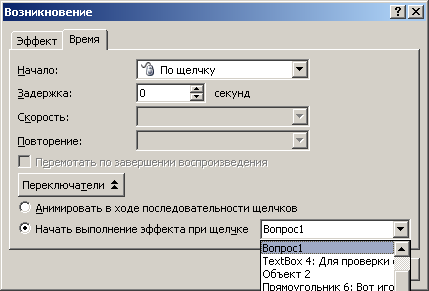 Возникновение
Эффект Время
Начало: По щелчку
Задержка: 0 секунд
Скорость:
Повторение:
Перемотать по завершении воспроизведения
Переключатели
Анимировать в ходе последовательности щелчков
Начать выполнение эффекта при щелчке Вопрос1
Вопрос1
TextBox 4: Для проверки
Объект 2
Прямоугольник 6: Вот